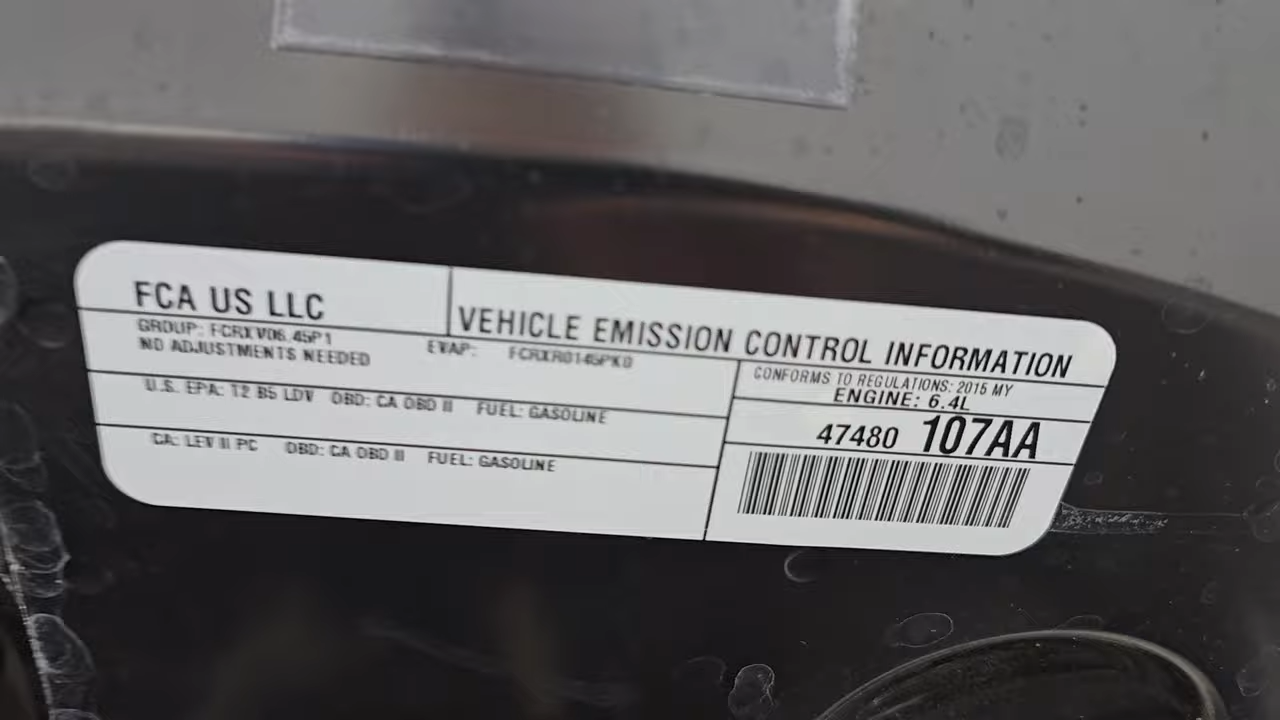 FCA US LLC
VEHICLE EMISSION CONTROL INFORMATION
GROUP: FCRXV06.45P1
NO ADJUSTMENTS NEEDED
EVAP: FCRXR0145PK0
U.S. EPA: T2 B5 LDV OBD: CA OBD II FUEL: GASOLINE
CA: LEV II PC OBD: CA OBD II FUEL: GASOLINE
CONFORMS TO REGULATIONS: 2015 MY
ENGINE: 6.4L
47480 107AA